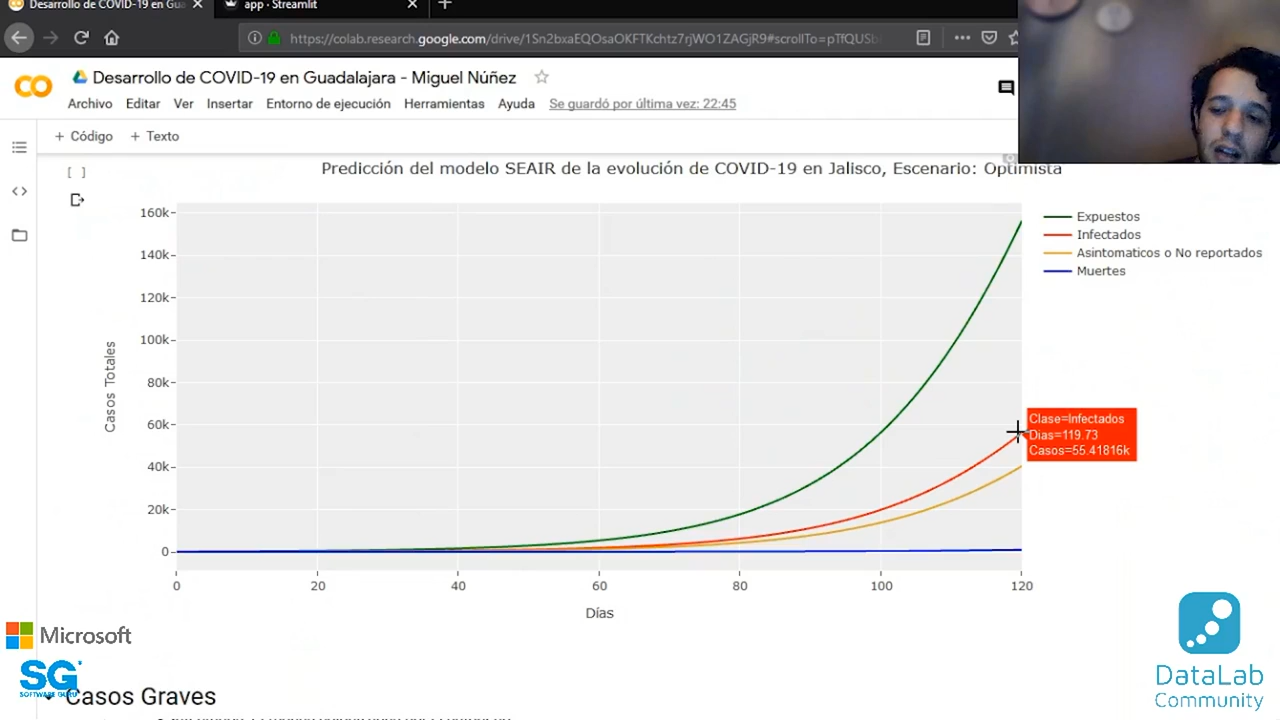 Desarrollo de COVID-19 en Gua
app · Streamlit
https://colab.research.google.com/drive/1Sn2bxaEQOsaOKFTKchtz7rjWO1ZAGjR9#scrollTo=pTfQUSb
CO
Desarrollo de COVID-19 en Guadalajara - Miguel Núñez
Archivo Editar Ver Insertar Entorno de ejecución Herramientas Ayuda Se guardó por última vez: 22:45
+ Código + Texto
[ ]
Predicción del modelo SEAIR de la evolución de COVID-19 en Jalisco, Escenario: Optimista
160k
140k
120k
100k
80k
60k
40k
20k
0
Casos Totales
0 20 40 60 80 100 120
Días
Expuestos
Infectados
Asintomaticos o No reportados
Muertes
Clase=Infectados
Dias=119.73
Casos=55.41816k
Microsoft
SG
SOFTWARE GURU
Casos Graves
DataLab
Community